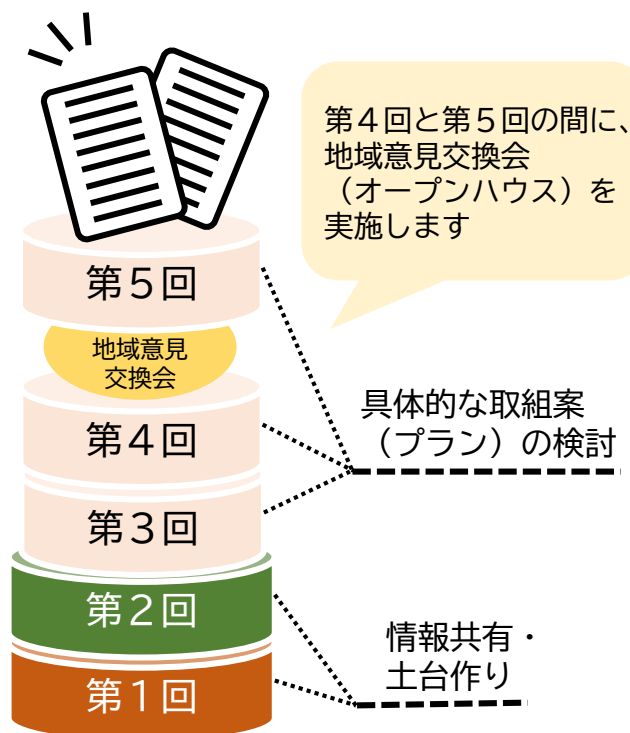 第４回と第５回の間に、
地域意見交換会
（オープンハウス）を
実施します
第５回
地域意見
交換会
第４回
第３回
具体的な取組案
（プラン）の検討
第２回
第１回
情報共有・
土台作り